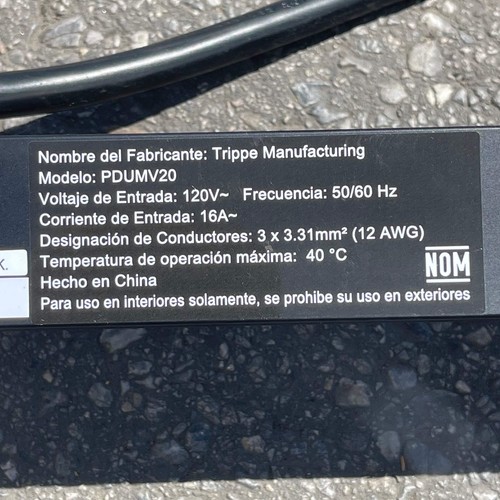 Nombre del Fabricante: Trippe Manufacturing
Modelo: PDUMV20
Voltaje de Entrada: 120V~ Frecuencia: 50/60 Hz
Corriente de Entrada: 16A~
Designación de Conductores: 3 x 3.31mm² (12 AWG)
Temperatura de operación máxima: 40 °C
K.
NOM
Hecho en China
Para uso en interiores solamente, se prohibe su uso en exteriores